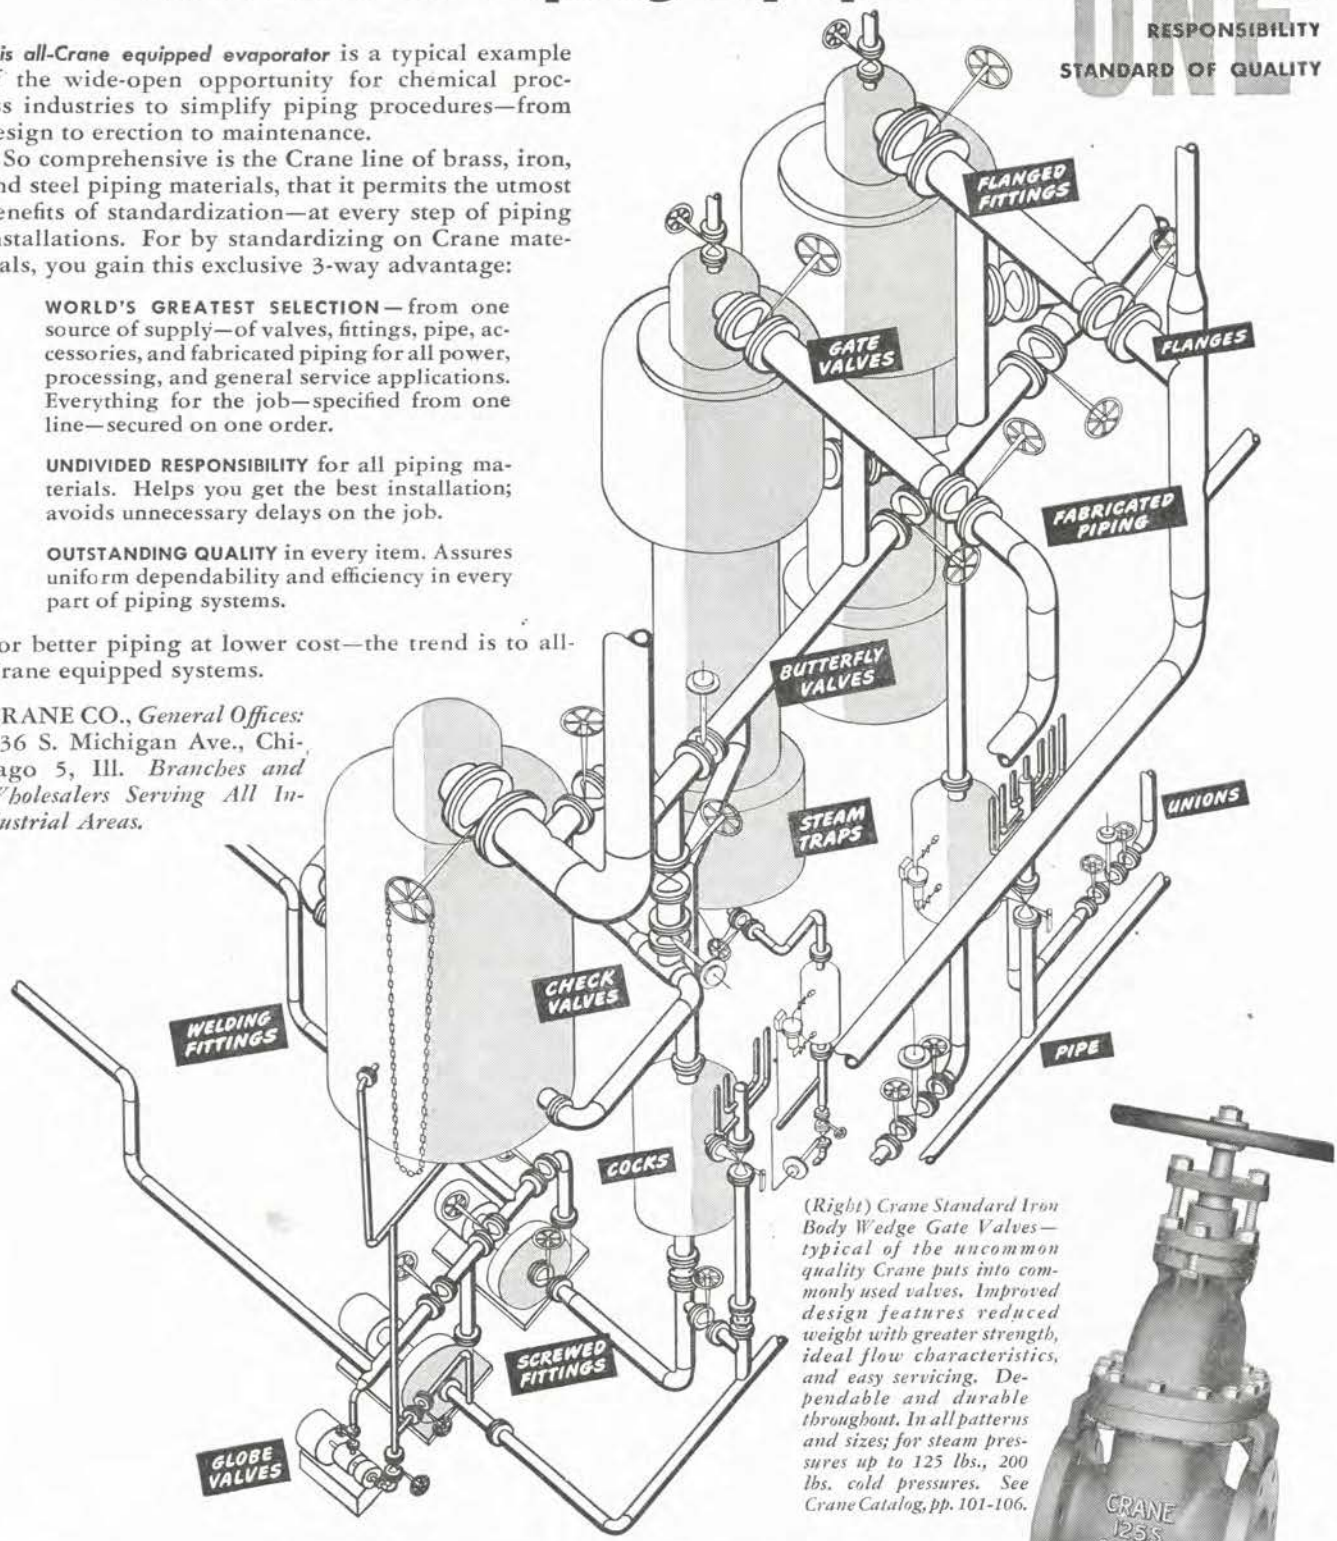 ONE
RESPONSIBILITY
STANDARD OF QUALITY
is all-Crane equipped evaporator is a typical example
f the wide-open opportunity for chemical proc-
ss industries to simplify piping procedures—from
esign to erection to maintenance.
So comprehensive is the Crane line of brass, iron,
nd steel piping materials, that it permits the utmost
enefits of standardization—at every step of piping
nstallations. For by standardizing on Crane mate-
als, you gain this exclusive 3-way advantage:
WORLD'S GREATEST SELECTION—from one
source of supply—of valves, fittings, pipe, ac-
cessories, and fabricated piping for all power,
processing, and general service applications.
Everything for the job—specified from one
line—secured on one order.
UNDIVIDED RESPONSIBILITY for all piping ma-
terials. Helps you get the best installation;
avoids unnecessary delays on the job.
OUTSTANDING QUALITY in every item. Assures
uniform dependability and efficiency in every
part of piping systems.
or better piping at lower cost—the trend is to all-
rane equipped systems.
RANE CO., General Offices:
36 S. Michigan Ave., Chi-
ago 5, Ill. Branches and
Wholesalers Serving All In-
ustrial Areas.
FLANGED
FITTINGS
GATE
VALVES
FLANGES
FABRICATED
PIPING
BUTTERFLY
VALVES
STEAM
TRAPS
UNIONS
CHECK
VALVES
WELDING
FITTINGS
PIPE
COCKS
SCREWED
FITTINGS
GLOBE
VALVES
(Right) Crane Standard Iron
Body Wedge Gate Valves—
typical of the uncommon
quality Crane puts into com-
monly used valves. Improved
design features reduced
weight with greater strength,
ideal flow characteristics,
and easy servicing. De-
pendable and durable
throughout. In all patterns
and sizes; for steam pres-
sures up to 125 lbs., 200
lbs. cold pressures. See
Crane Catalog, pp. 101-106.
CRANE
125 S